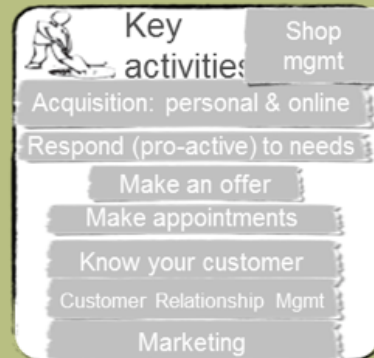 Key
activities
Shop
mgmt
Acquisition: personal & online
Respond (pro-active) to needs
Make an offer
Make appointments
Know your customer
Customer Relationship Mgmt
Marketing